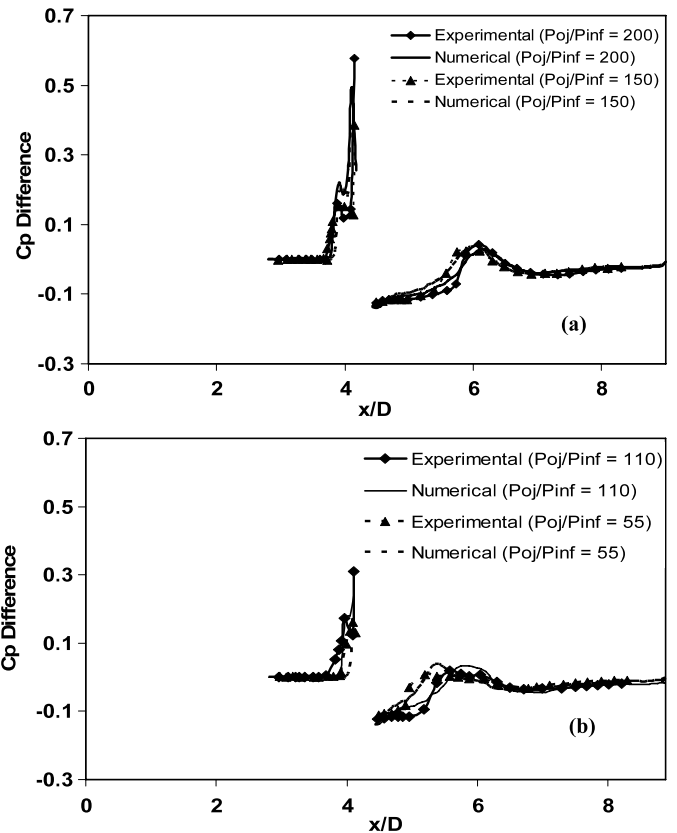 0.7
0.5
0.3
0.1
-0.1
-0.3
Cp Difference
Experimental (Poj/Pinf = 200)
Numerical (Poj/Pinf = 200)
Experimental (Poj/Pinf = 150)
Numerical (Poj/Pinf = 150)
(a)
0 2 4 6 8
x/D
0.7
0.5
0.3
0.1
-0.1
-0.3
Cp Difference
Experimental (Poj/Pinf = 110)
Numerical (Poj/Pinf = 110)
Experimental (Poj/Pinf = 55)
Numerical (Poj/Pinf = 55)
(b)
0 2 4 6 8
x/D